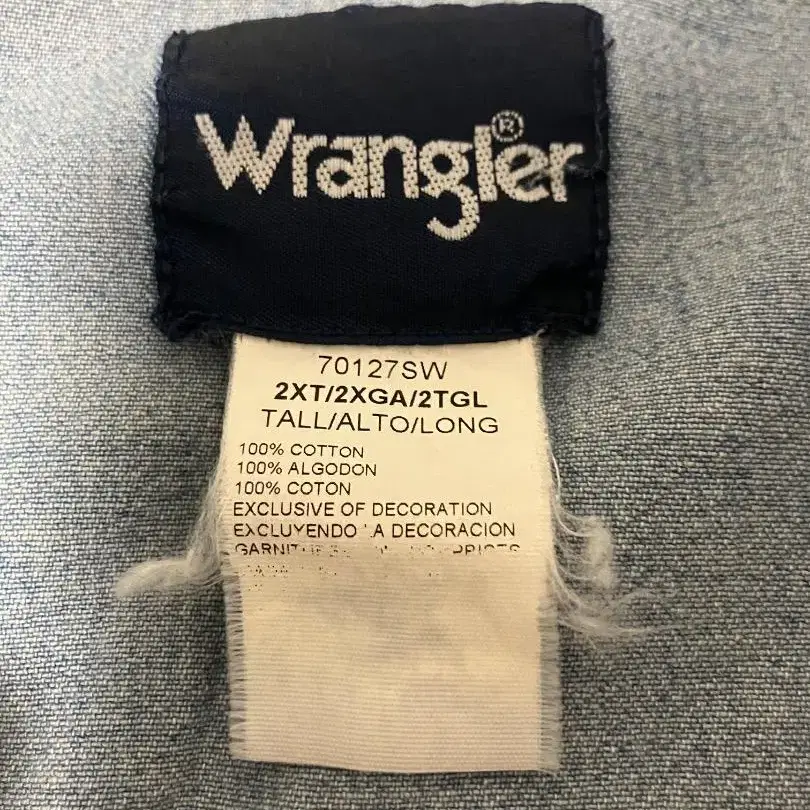 Wrangler®
70127SW
2XT/2XGA/2TGL
TALL/ALTO/LONG
100% COTTON
100% ALGODON
100% COTON
EXCLUSIVE OF DECORATION
EXCLUYENDO LA DECORACION